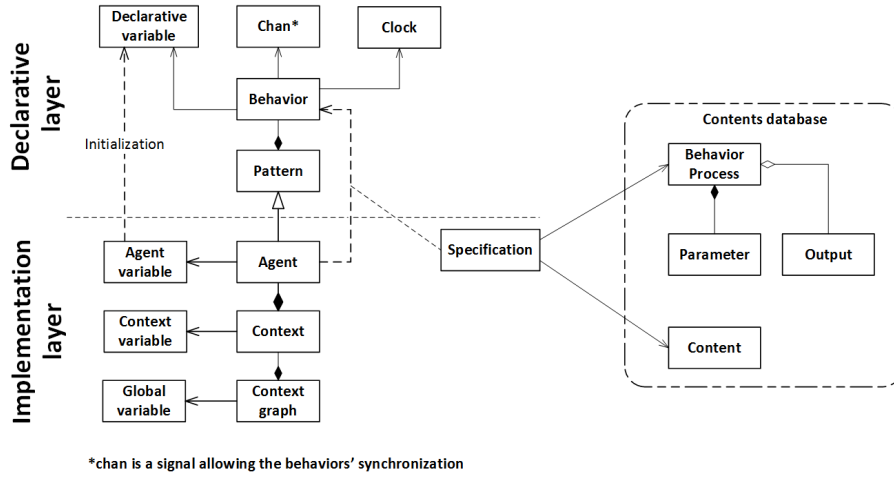 Declarative
layer
Declarative
variable
Chan*
Clock
Behavior
Initialization
Pattern
Contents database
Behavior
Process
Parameter
Output
Content
Specification
Implementation
layer
Agent
variable
Agent
Context
variable
Context
Global
variable
Context
graph
*chan is a signal allowing the behaviors' synchronization